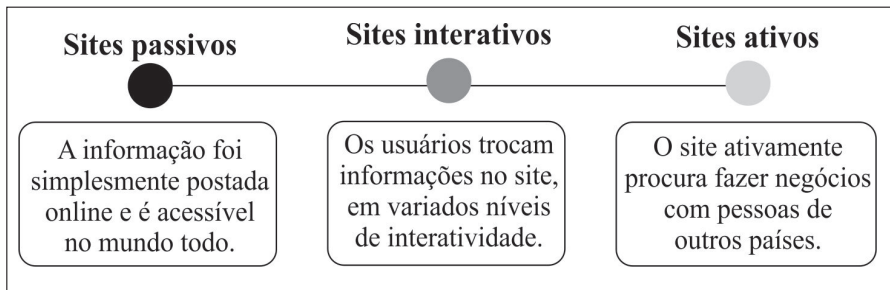 Sites passivos
Sites interativos
Sites ativos
A informação foi
simplesmente postada
online e é acessível
no mundo todo.
Os usuários trocam
informações no site,
em variados níveis
de interatividade.
O site ativamente
procura fazer negócios
com pessoas de
outros países.